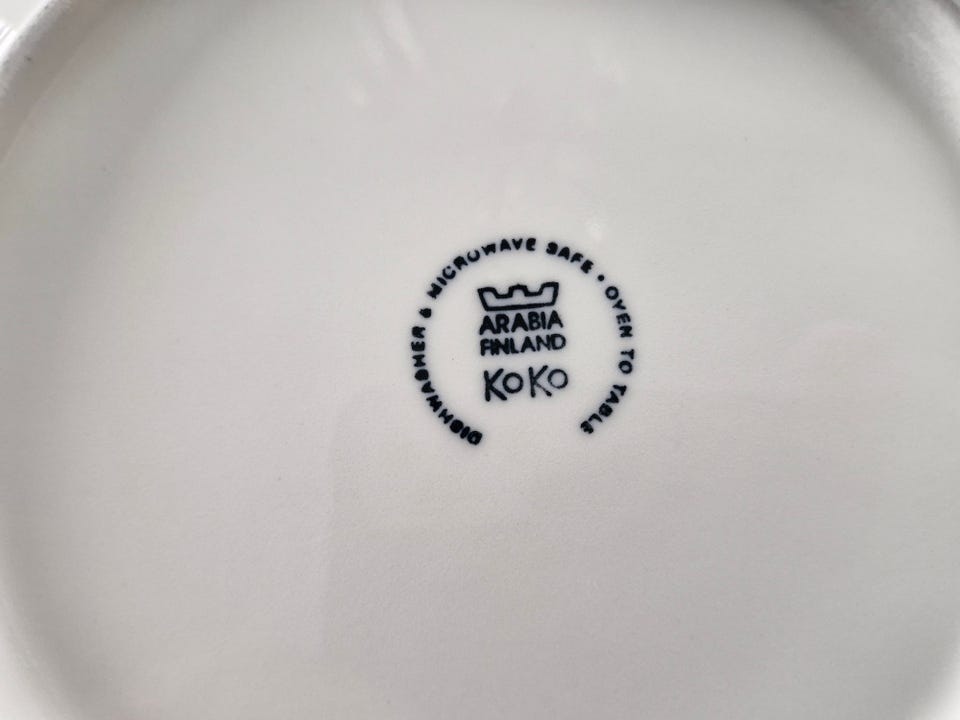 DISHWASHER & MICROWAVE SAFE • OVEN TO TABLE
ARABIA
FINLAND
KOKO